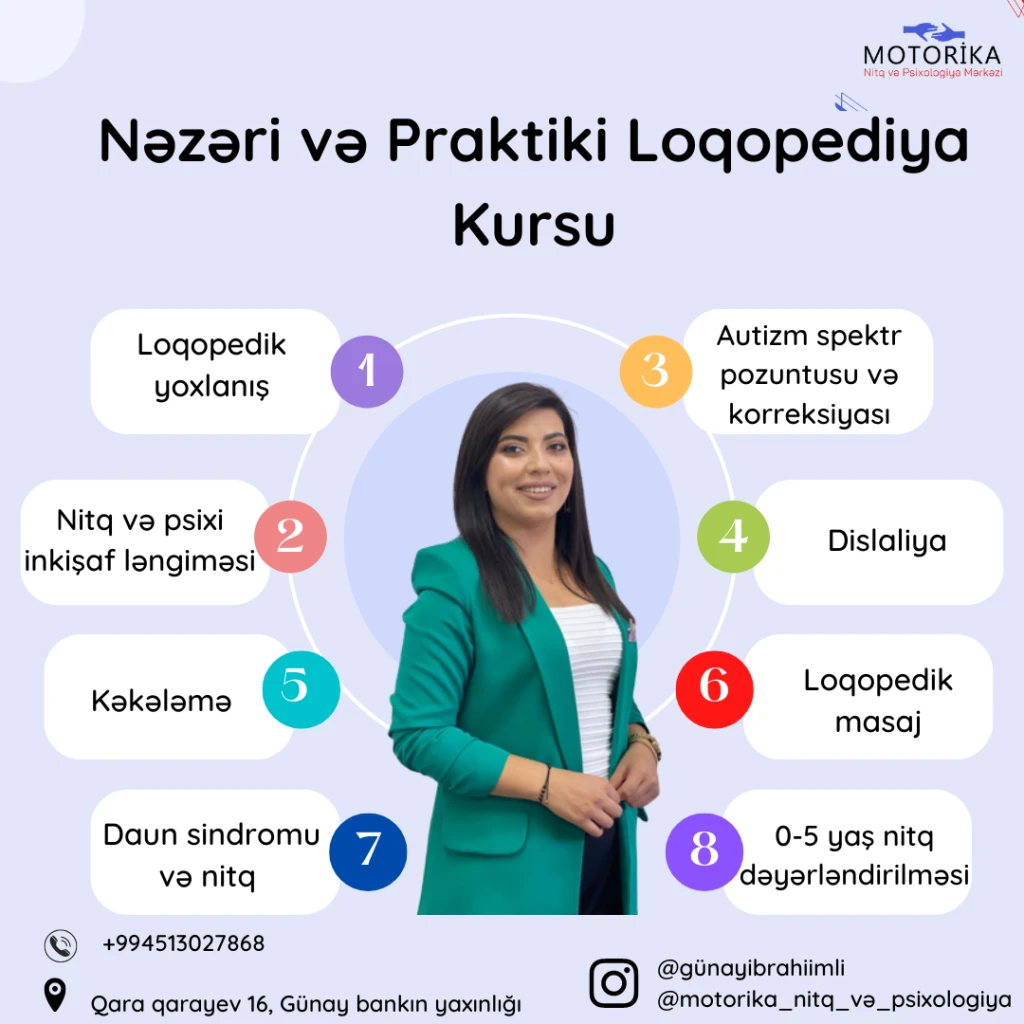 MOTORİKA
Nitq və Psixologiya Mərkəzi
Nəzəri və Praktiki Loqopediya
Kursu
1
Loqopedik
yoxlanış
2
Nitq və psixi
inkişaf ləngiməsi
3
Autizm spektr
pozuntusu və
korreksiyası
4
Dislaliya
5
Kəkələmə
6
Loqopedik
masaj
7
Daun sindromu
və nitq
8
0-5 yaş nitq
dəyərləndirilməsi
+994513027868
Qara qarayev 16, Günay bankın yaxınlığı
@günayibrahiimli
@motorika_nitq_və_psixologiya